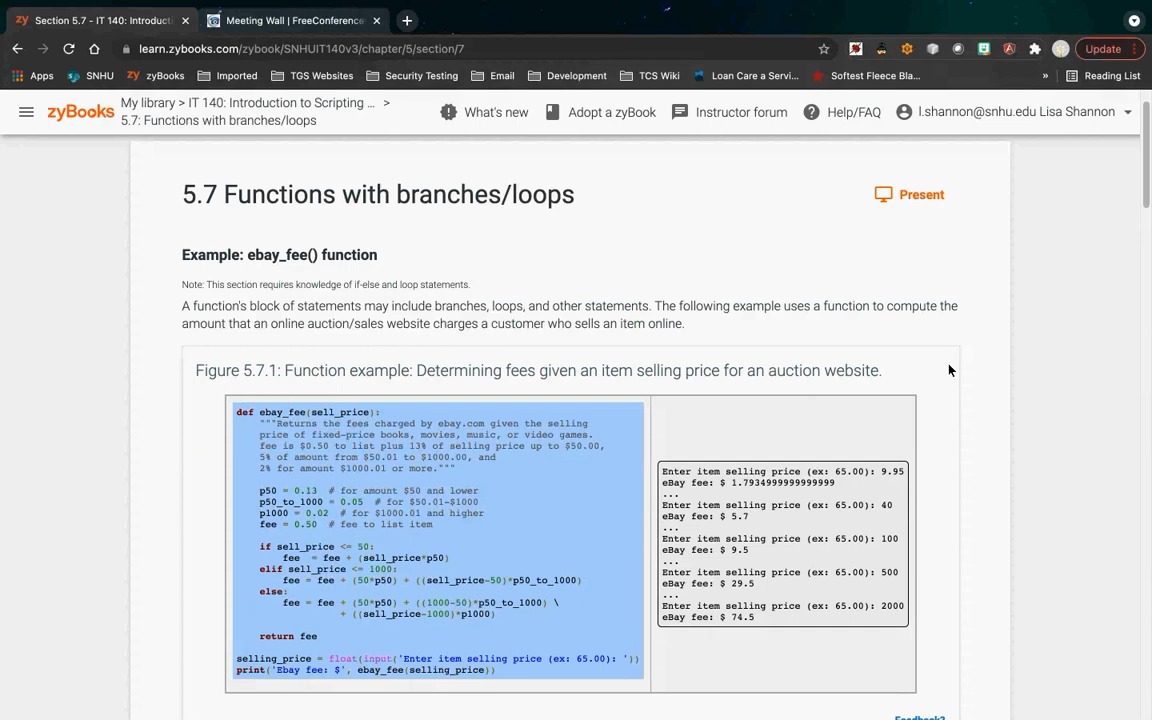 Section 5.7 - IT 140: Introducti
Meeting Wall | FreeConference
learn.zybooks.com/zybook/SNHUIT140v3/chapter/5/section/7
Update
Apps
SNHU
zyBooks
Imported
TGS Websites
Security Testing
Email
Development
TCS Wiki
Loan Care a Servi...
Softest Fleece Bla...
»
Reading List
zyBooks
My library > IT 140: Introduction to Scripting ... >
5.7: Functions with branches/loops
What's new
Adopt a zyBook
Instructor forum
Help/FAQ
l.shannon@snhu.edu Lisa Shannon
5.7 Functions with branches/loops
Present
Example: ebay_fee() function
Note: This section requires knowledge of if-else and loop statements.
A function's block of statements may include branches, loops, and other statements. The following example uses a function to compute the
amount that an online auction/sales website charges a customer who sells an item online.
Figure 5.7.1: Function example: Determining fees given an item selling price for an auction website.
def ebay_fee(sell_price):
"""Returns the fees charged by ebay.com given the selling
price of fixed-price books, movies, music, or video games.
fee is $0.50 to list plus 13% of selling price up to $50.00,
5% of amount from $50.01 to $1000.00, and
2% for amount $1000.01 or more."""
p50 = 0.13 # for amount $50 and lower
p50_to_1000 = 0.05 # for $50.01-$1000
p1000 = 0.02 # for $1000.01 and higher
fee = 0.50 # fee to list item
if sell_price <= 50:
fee = fee + (sell_price*p50)
elif sell_price <= 1000:
fee = fee + (50*p50) + ((sell_price-50)*p50_to_1000)
else:
fee = fee + (50*p50) + ((1000-50)*p50_to_1000) \
+ ((sell_price-1000)*p1000)
return fee
selling_price = float(input('Enter item selling price (ex: 65.00): '))
print('Ebay fee: $', ebay_fee(selling_price))
Enter item selling price (ex: 65.00): 9.95
eBay fee: $ 1.7934999999999999
...
Enter item selling price (ex: 65.00): 40
eBay fee: $ 5.7
...
Enter item selling price (ex: 65.00): 100
eBay fee: $ 9.5
...
Enter item selling price (ex: 65.00): 500
eBay fee: $ 29.5
...
Enter item selling price (ex: 65.00): 2000
eBay fee: $ 74.5
Feedback?